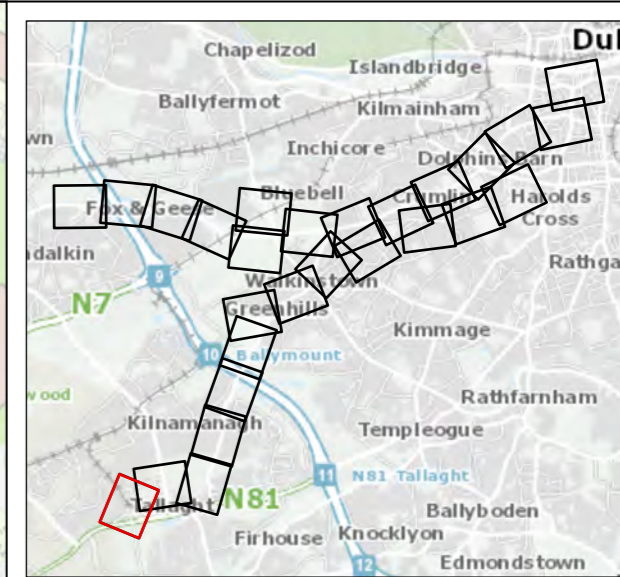 Dul
Chapelizod
Islandbridge
Ballyfermot
Kilmainham
wn
Inchicore
Dolphins Barn
Bluebell
Crumlin
Harolds
Cross
Fox & Geese
ndalkin
Walkinstown
Rathga
9
N7
Greenhills
Kimmage
10
Ballymount
wood
Rathfarnham
Kilnamanagh
Templeogue
11
N81 Tallaght
Tallaght
N81
Ballyboden
Firhouse
Knocklyon
12
Edmondstown